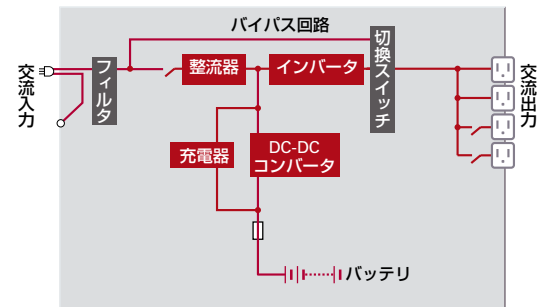 バイパス回路
交流入力
フィルタ
整流器
インバータ
切換スイッチ
交流出力
充電器
DC-DC
コンバータ
バッテリ